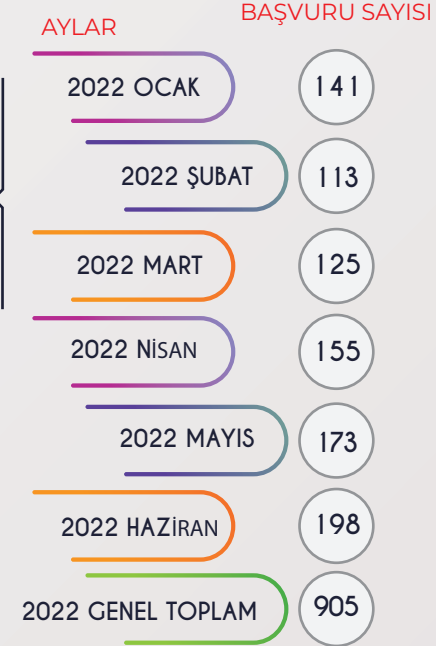 AYLAR BAŞVURU SAYISI
2022 OCAK 141
2022 ŞUBAT 113
2022 MART 125
2022 NİSAN 155
2022 MAYIS 173
2022 HAZİRAN 198
2022 GENEL TOPLAM 905